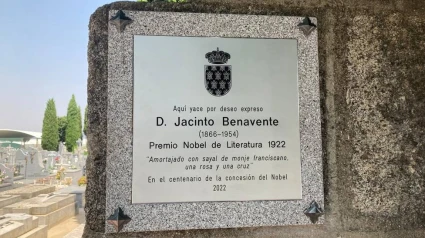 Aquí yace por deseo expreso
D. Jacinto Benavente
(1866-1954)
Premio Nobel de Literatura 1922
"Amortajado con sayal de monje franciscano,
una rosa y una cruz"
En el centenario de la concesión del Nobel
2022